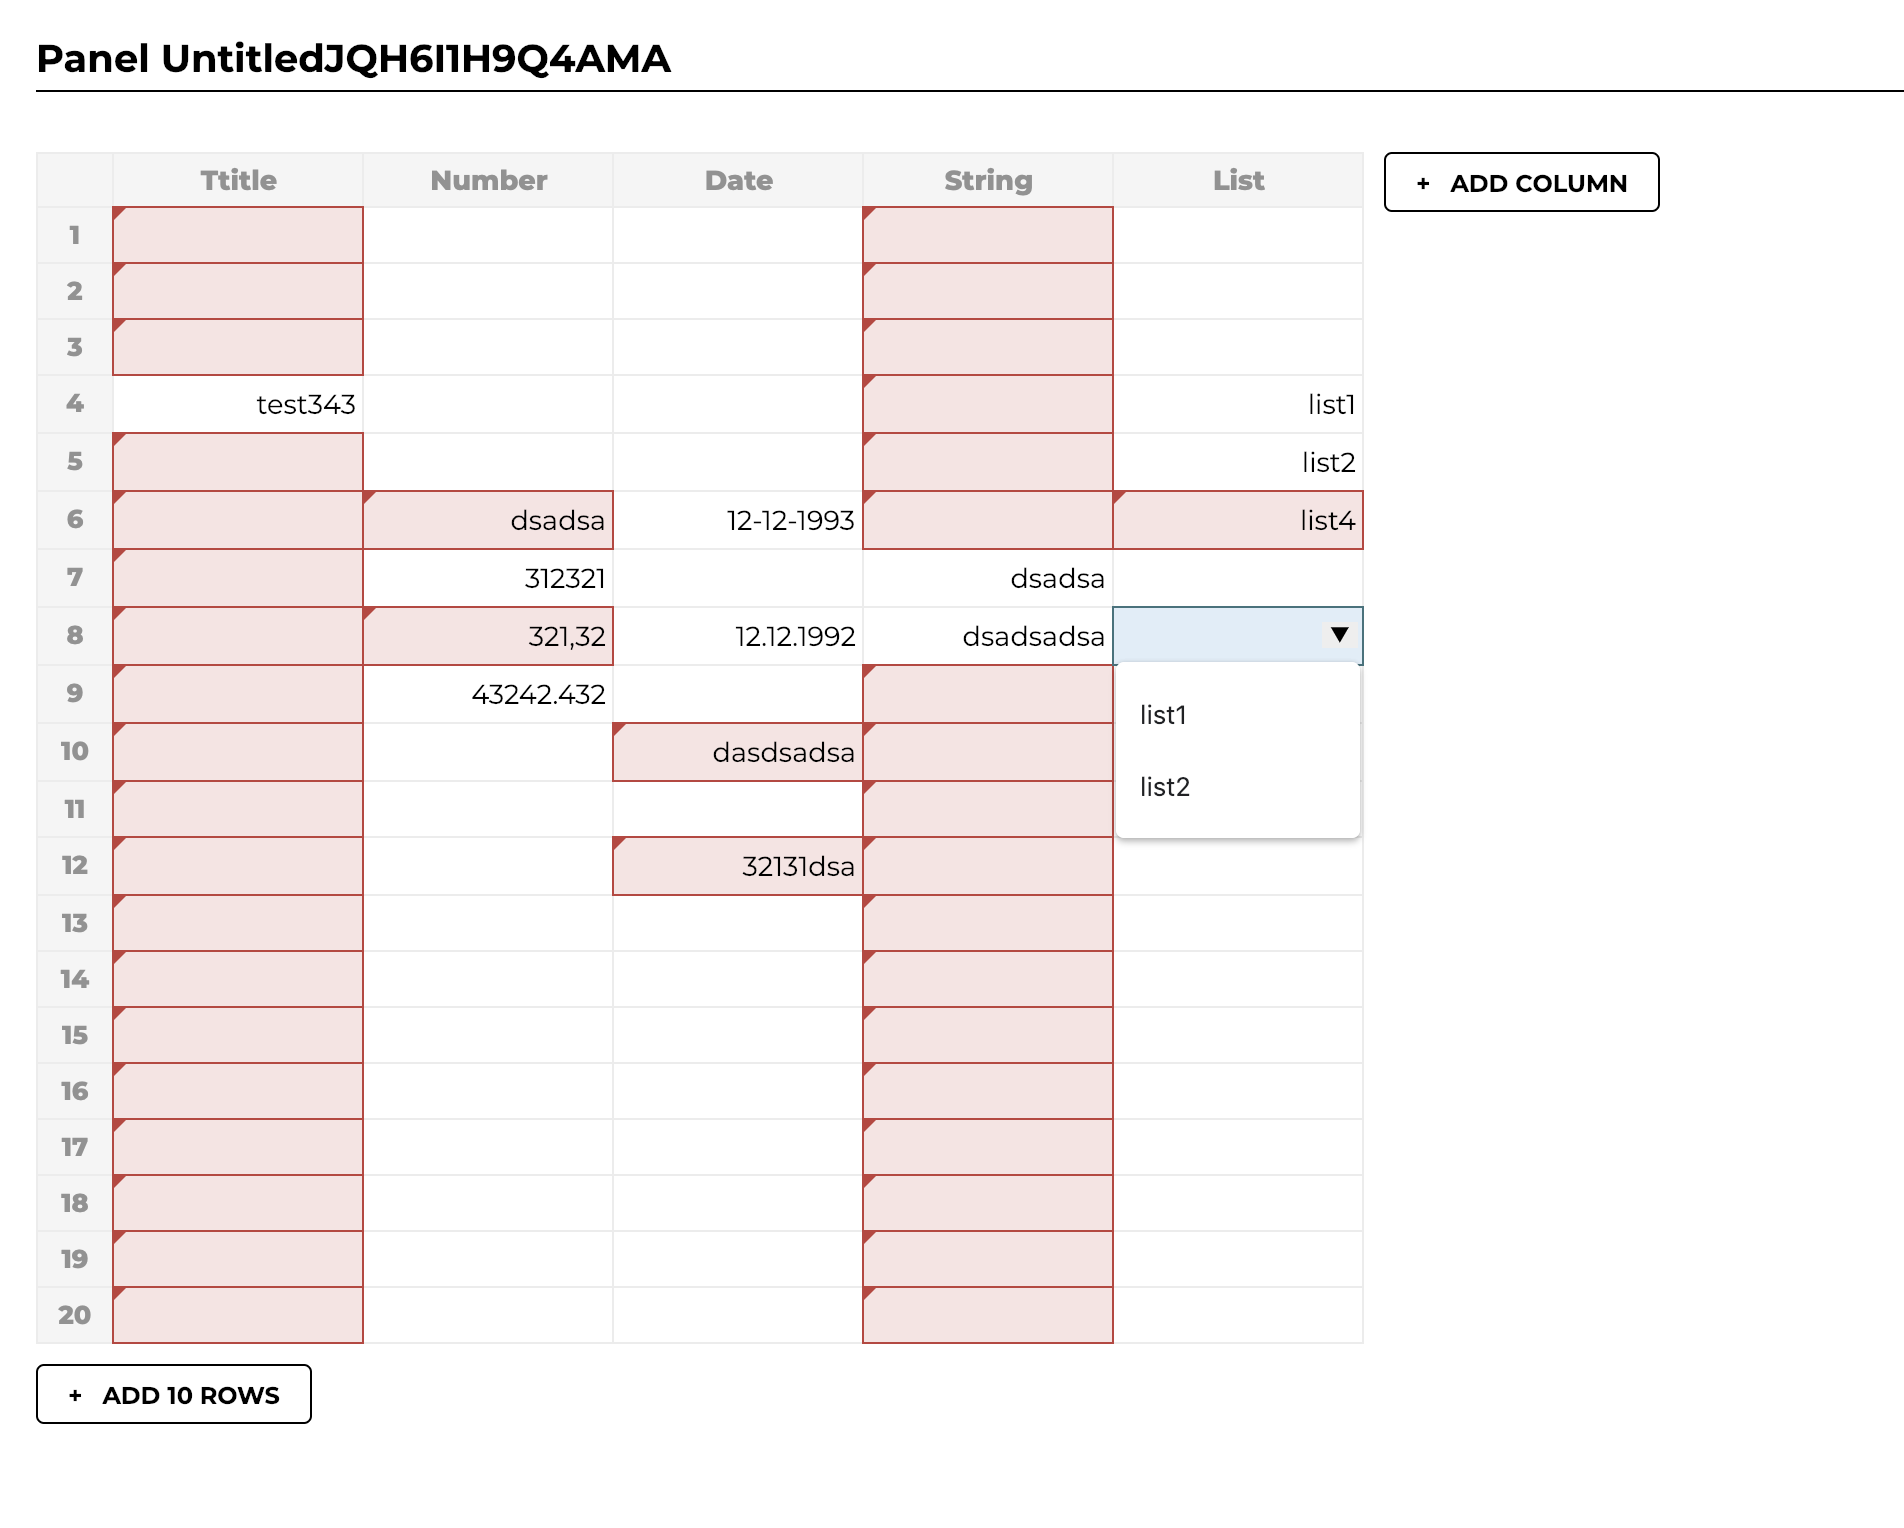 Panel UntitledJQH6I1H9Q4AMA
Ttitle Number Date String List
+ ADD COLUMN
1
2
3
4 test343 list1
5 list2
6 dsadsa 12-12-1993 list4
7 312321 dsadsa
8 321,32 12.12.1992 dsadsadsa ▼
9 43242.432
list1
10 dasdsadsa
list2
11
12 32131dsa
13
14
15
16
17
18
19
20
+ ADD 10 ROWS